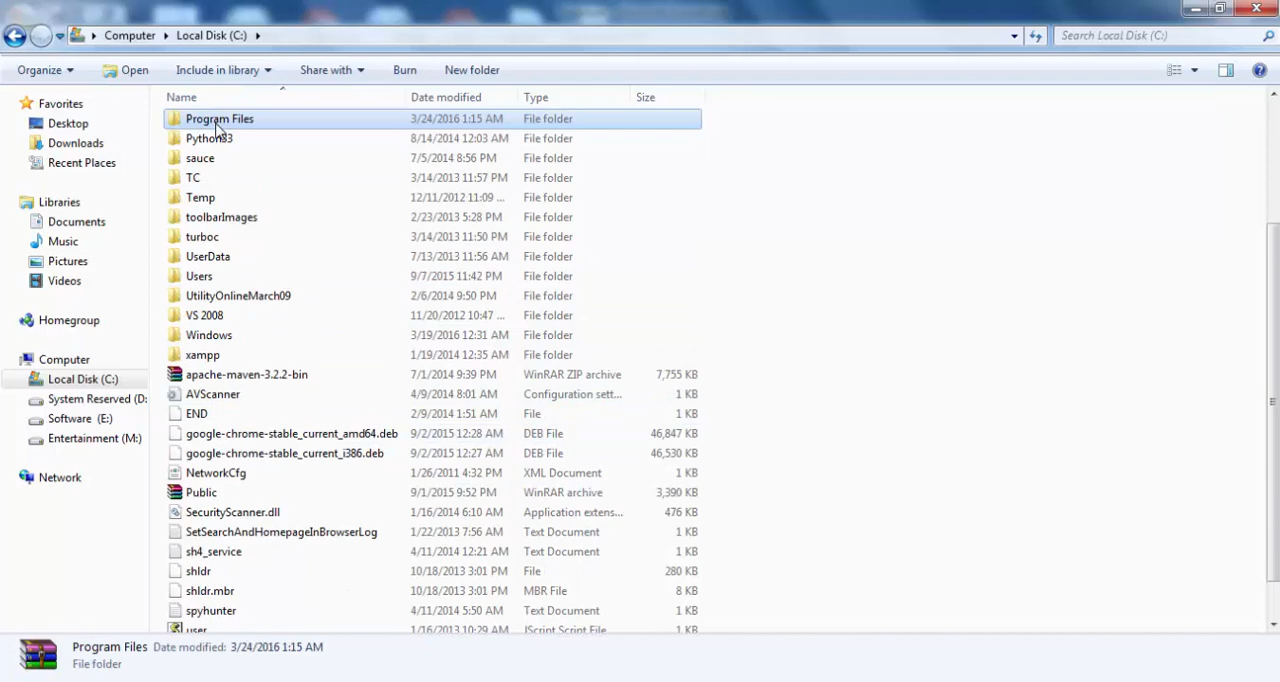 Computer Local Disk (C:) Search Local Disk (C:)
Organize Open Include in library Share with Burn New folder
Name Date modified Type Size
Favorites
Desktop
Downloads
Recent Places
Libraries
Documents
Music
Pictures
Videos
Homegroup
Computer
Local Disk (C:)
System Reserved (D:
Software (E:)
Entertainment (M:)
Network
Program Files 3/24/2016 1:15 AM File folder
Python33 8/14/2014 12:03 AM File folder
sauce 7/5/2014 8:56 PM File folder
TC 3/14/2013 11:57 PM File folder
Temp 12/11/2012 11:09 ... File folder
toolbarImages 2/23/2013 5:28 PM File folder
turboc 3/14/2013 11:50 PM File folder
UserData 7/13/2013 11:56 AM File folder
Users 9/7/2015 11:42 PM File folder
UtilityOnlineMarch09 2/6/2014 9:50 PM File folder
VS 2008 11/20/2012 10:47 ... File folder
Windows 3/19/2016 12:31 AM File folder
xampp 1/19/2014 12:35 AM File folder
apache-maven-3.2.2-bin 7/1/2014 9:39 PM WinRAR ZIP archive 7,755 KB
AVScanner 4/9/2014 8:01 AM Configuration sett... 1 KB
END 2/9/2014 1:51 AM File 1 KB
google-chrome-stable_current_amd64.deb 9/2/2015 12:28 AM DEB File 46,847 KB
google-chrome-stable_current_i386.deb 9/2/2015 12:27 AM DEB File 46,530 KB
NetworkCfg 1/26/2011 4:32 PM XML Document 1 KB
Public 9/1/2015 9:52 PM WinRAR archive 3,390 KB
SecurityScanner.dll 1/16/2014 6:10 AM Application extens... 476 KB
SetSearchAndHomepageInBrowserLog 1/22/2013 7:56 AM Text Document 1 KB
sh4_service 4/11/2014 12:21 AM Text Document 1 KB
shldr 10/18/2013 3:01 PM File 280 KB
shldr.mbr 10/18/2013 3:01 PM MBR File 8 KB
spyhunter 4/11/2014 5:50 AM Text Document 1 KB
user 1/16/2013 10:29 AM JScript Script File 1 KB
Program Files Date modified: 3/24/2016 1:15 AM
File folder